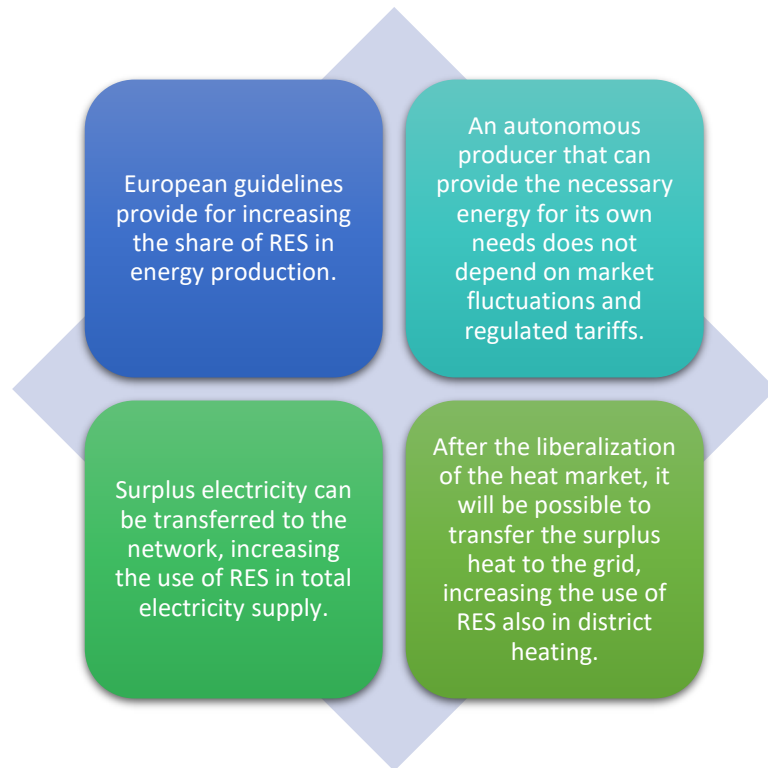 European guidelines
provide for increasing
the share of RES in
energy production.
An autonomous
producer that can
provide the necessary
energy for its own
needs does not
depend on market
fluctuations and
regulated tariffs.
Surplus electricity can
be transferred to the
network, increasing
the use of RES in total
electricity supply.
After the liberalization
of the heat market, it
will be possible to
transfer the surplus
heat to the grid,
increasing the use of
RES also in district
heating.